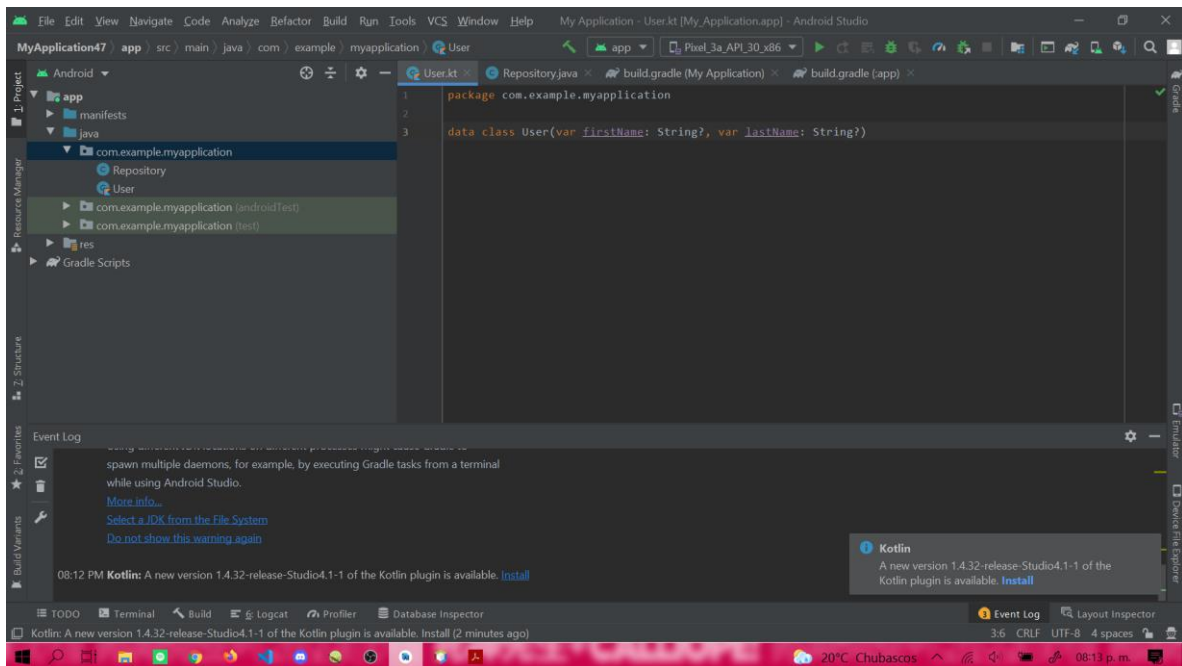 File Edit View Navigate Code Analyze Refactor Build Run Tools VCS Window Help My Application - User.kt [My_Application.app] - Android Studio
MyApplication47 app src main java com example myapplication User app Pixel_3a_API_30_x86
Android User.kt Repository.java build.gradle (My Application) build.gradle (:app)
1: Project
Gradle
app
manifests
java
com.example.myapplication
Repository
User
com.example.myapplication (androidTest)
com.example.myapplication (test)
res
Gradle Scripts
1 package com.example.myapplication
2
3 data class User(var firstName: String?, var lastName: String?)
Resource Manager
Z: Structure
2: Favorites
Build Variants
Emulator
Device File Explorer
Event Log
spawn multiple daemons, for example, by executing Gradle tasks from a terminal
while using Android Studio.
More info...
Select a JDK from the File System
Do not show this warning again
08:12 PM Kotlin: A new version 1.4.32-release-Studio4.1-1 of the Kotlin plugin is available. Install
Kotlin
A new version 1.4.32-release-Studio4.1-1 of the
Kotlin plugin is available. Install
TODO Terminal Build 6: Logcat Profiler Database Inspector 3 Event Log Layout Inspector
Kotlin: A new version 1.4.32-release-Studio4.1-1 of the Kotlin plugin is available. Install (2 minutes ago) 3:6 CRLF UTF-8 4 spaces
20°C Chubascos 08:13 p. m.